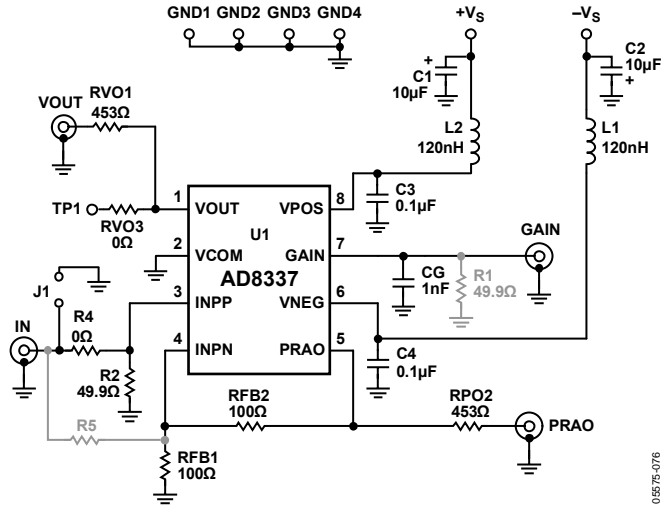 GND1 GND2 GND3 GND4
+VS
–VS
C1
10µF
+
C2
10µF
+
VOUT
RVO1
453Ω
L2
120nH
L1
120nH
TP1
RVO3
0Ω
C3
0.1µF
1
VOUT
VPOS
8
U1
AD8337
2
VCOM
GAIN
7
GAIN
CG
1nF
R1
49.9Ω
3
INPP
VNEG
6
J1
IN
R4
0Ω
4
INPN
PRAO
5
C4
0.1µF
R2
49.9Ω
RFB2
100Ω
RPO2
453Ω
PRAO
R5
RFB1
100Ω
05575-076